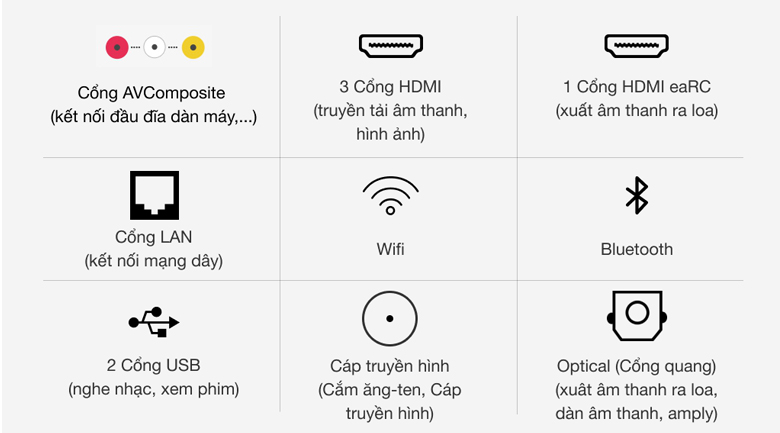 Cổng AVComposite
(kết nối đầu đĩa dàn máy,...)
3 Cổng HDMI
(truyền tải âm thanh,
hình ảnh)
1 Cổng HDMI eaRC
(xuất âm thanh ra loa)
Cổng LAN
(kết nối mạng dây)
Wifi
Bluetooth
2 Cổng USB
(nghe nhạc, xem phim)
Cáp truyền hình
(Cắm ăng-ten, Cáp
truyền hình)
Optical (Cổng quang)
(xuât âm thanh ra loa,
dàn âm thanh, amply)